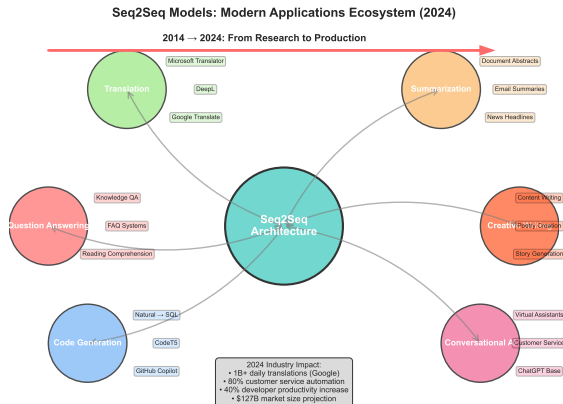 Seq2Seq Models: Modern Applications Ecosystem (2024)
2014 → 2024: From Research to Production
Microsoft Translator
Translation
DeepL
Google Translate
Document Abstracts
Summarization
Email Summaries
News Headlines
Knowledge QA
Question Answering
FAQ Systems
Reading Comprehension
Seq2Seq
Architecture
Content Writing
Creative
Poetry Creation
Story Generation
Natural → SQL
Code Generation
CodeT5
GitHub Copilot
Virtual Assistants
Conversational A
Customer Service
ChatGPT Base
2024 Industry Impact:
• 1B+ daily translations (Google)
• 80% customer service automation
• 40% developer productivity increase
• $127B market size projection